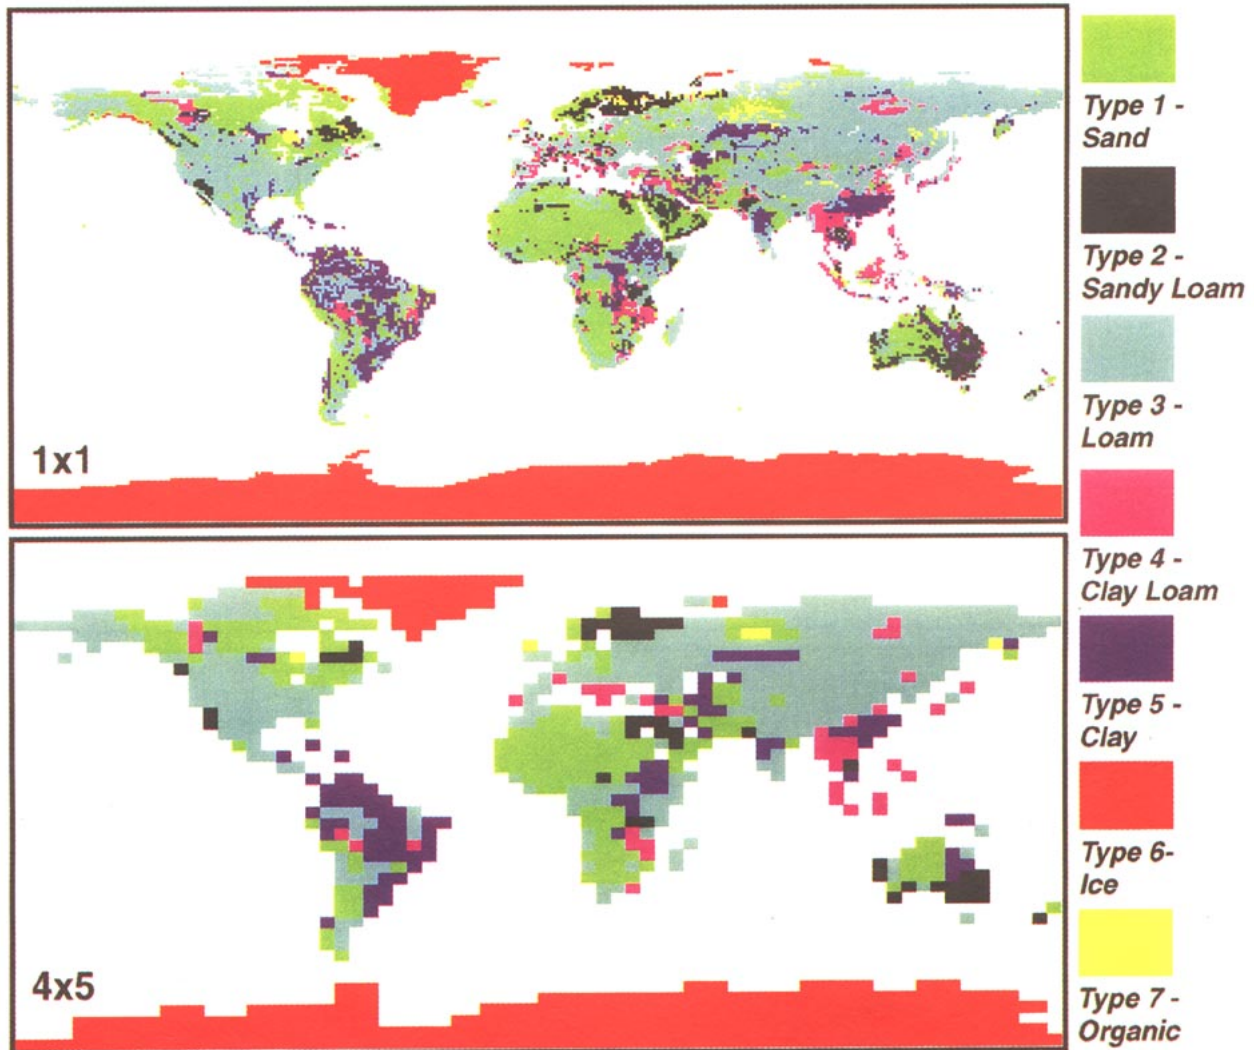 1x1
4x5
Type 1 -
Sand
Type 2 -
Sandy Loam
Type 3 -
Loam
Type 4 -
Clay Loam
Type 5 -
Clay
Type 6-
Ice
Type 7 -
Organic